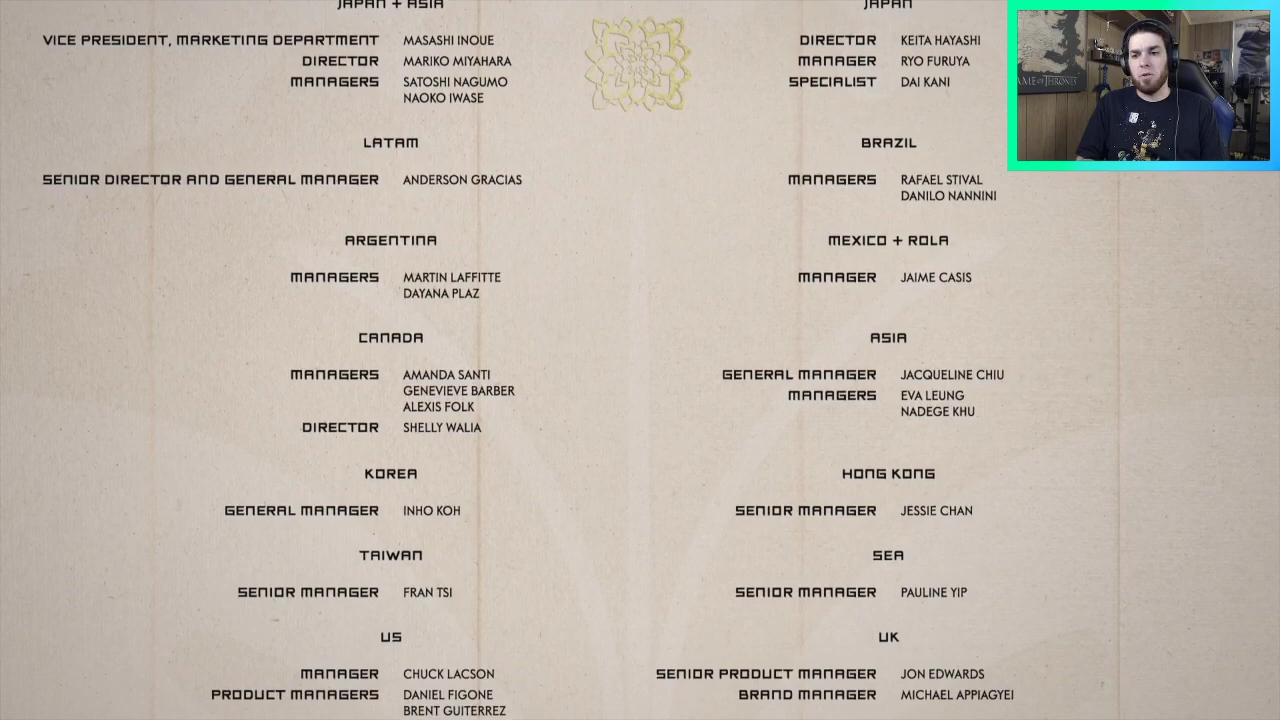 JAPAN + ASIA
VICE PRESIDENT, MARKETING DEPARTMENT MASASHI INOUE
DIRECTOR MARIKO MIYAHARA
MANAGERS SATOSHI NAGUMO
NAOKO IWASE
LATAM
SENIOR DIRECTOR AND GENERAL MANAGER ANDERSON GRACIAS
ARGENTINA
MANAGERS MARTIN LAFFITTE
DAYANA PLAZ
CANADA
MANAGERS AMANDA SANTI
GENEVIEVE BARBER
ALEXIS FOLK
DIRECTOR SHELLY WALIA
KOREA
GENERAL MANAGER INHO KOH
TAIWAN
SENIOR MANAGER FRAN TSI
US
MANAGER CHUCK LACSON
PRODUCT MANAGERS DANIEL FIGONE
BRENT GUITERREZ
JAPAN
DIRECTOR KEITA HAYASHI
MANAGER RYO FURUYA
SPECIALIST DAI KANI
BRAZIL
MANAGERS RAFAEL STIVAL
DANILO NANNINI
MEXICO + ROLA
MANAGER JAIME CASIS
ASIA
GENERAL MANAGER JACQUELINE CHIU
MANAGERS EVA LEUNG
NADEGE KHU
HONG KONG
SENIOR MANAGER JESSIE CHAN
SEA
SENIOR MANAGER PAULINE YIP
UK
SENIOR PRODUCT MANAGER JON EDWARDS
BRAND MANAGER MICHAEL APPIAGYEI
AME OF THRONES